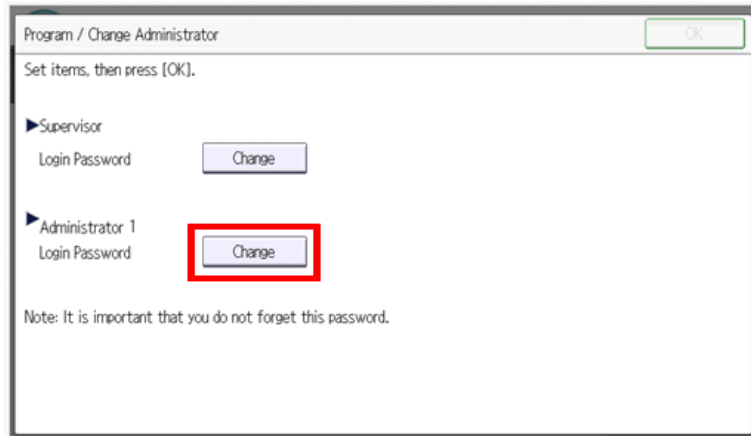 Program / Change Administrator OK
Set items, then press [OK].
▶Supervisor
Login Password Change
▶Administrator 1
Login Password Change
Note: It is important that you do not forget this password.